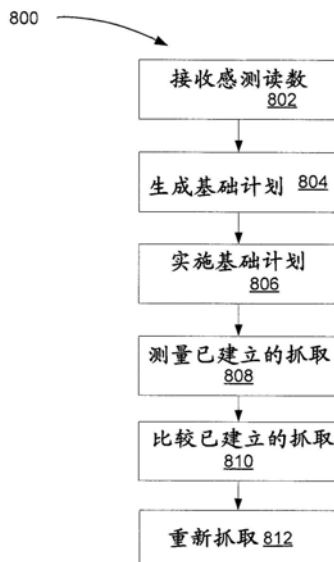 800
接收感测读数
802
生成基础计划 804
实施基础计划
806
测量已建立的抓取
808
比较已建立的抓取
810
重新抓取 812